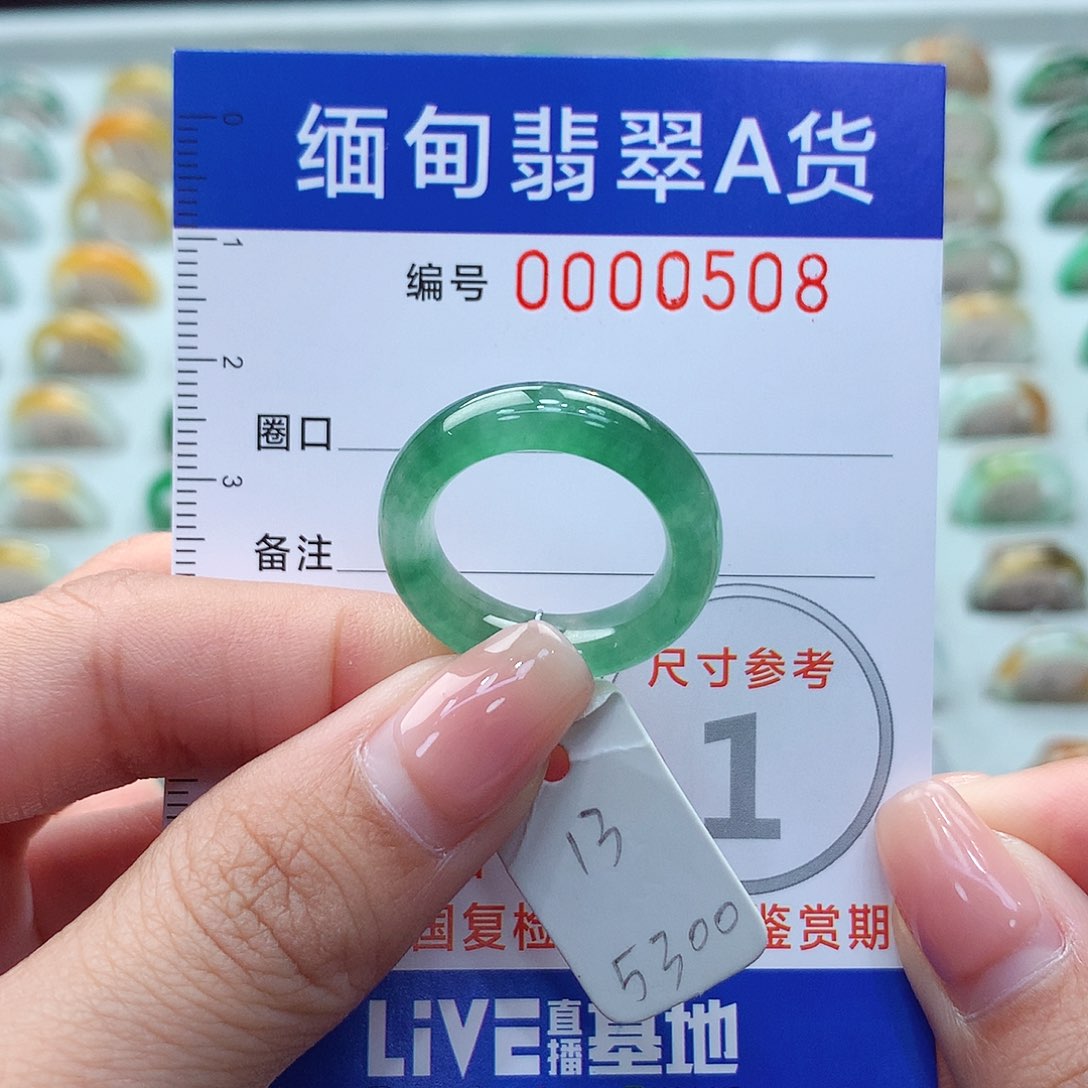 缅甸翡翠A货
编号 0000508
圈口
备注
尺寸参考
1
13
5300
国复检 鉴赏期
LiVE直播基地
0
1
2
3